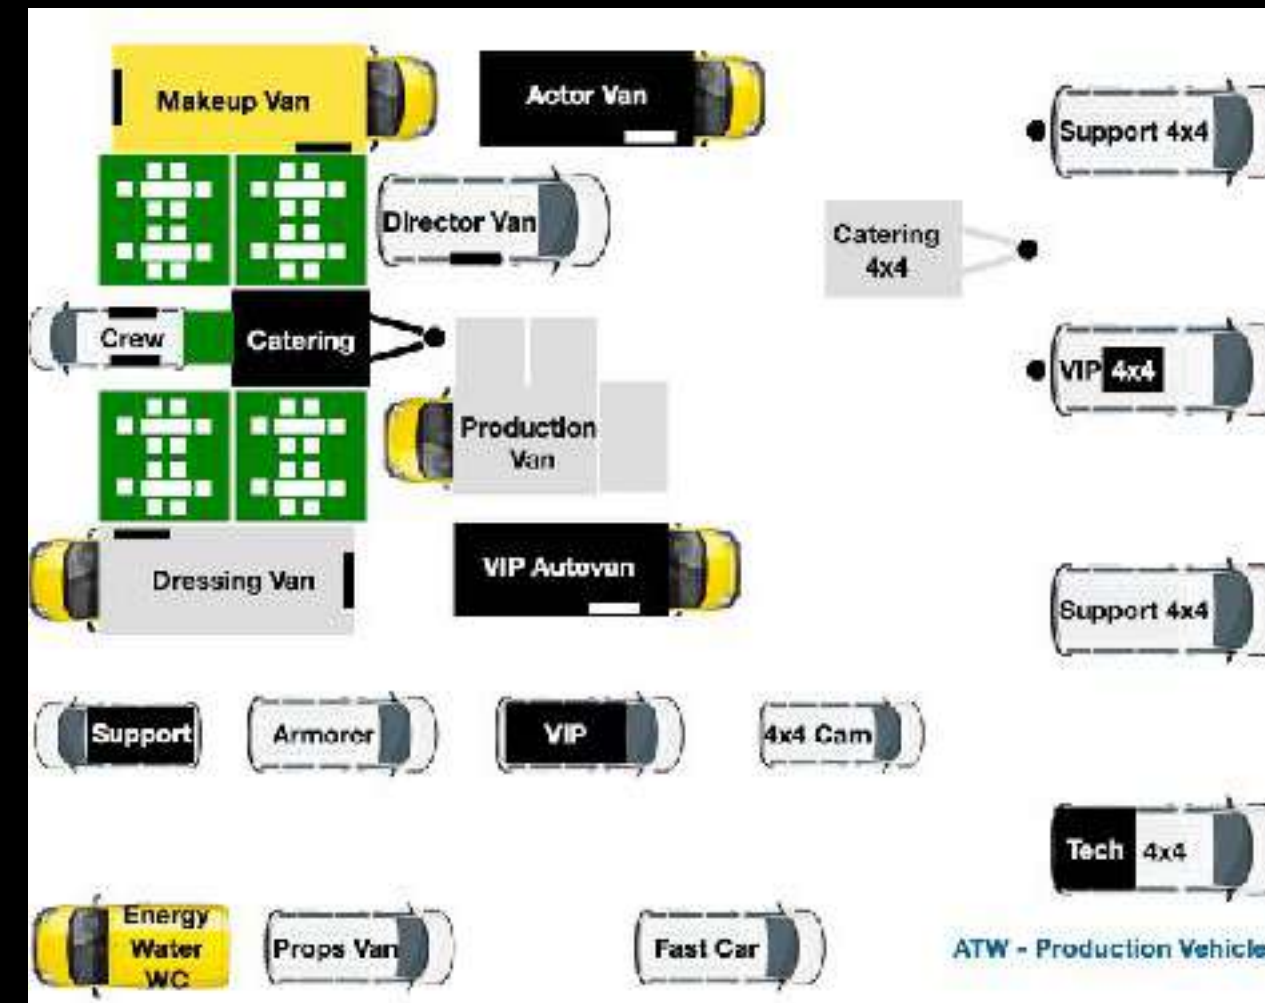 Makeup Van
Actor Van
Support 4x4
Director Van
Catering
4x4
Crew
Catering
VIP 4x4
Production
Van
Dressing Van
VIP Autovan
Support 4x4
Support
Armorer
VIP
4x4 Cam
Tech 4x4
Energy
Water
WC
Props Van
Fast Car
ATW - Production Vehicle